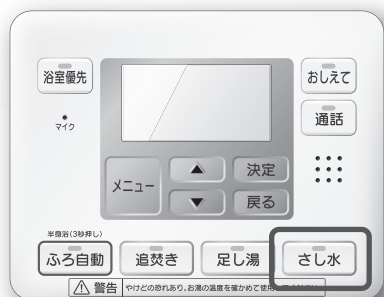 浴室優先
おしえて
マイク
通話
メニュー
▲
決定
▼
戻る
半身浴(3秒押し)
ふろ自動
追焚き
足し湯
さし水
警告
やけどの恐れあり。お湯の温度を確かめて使用